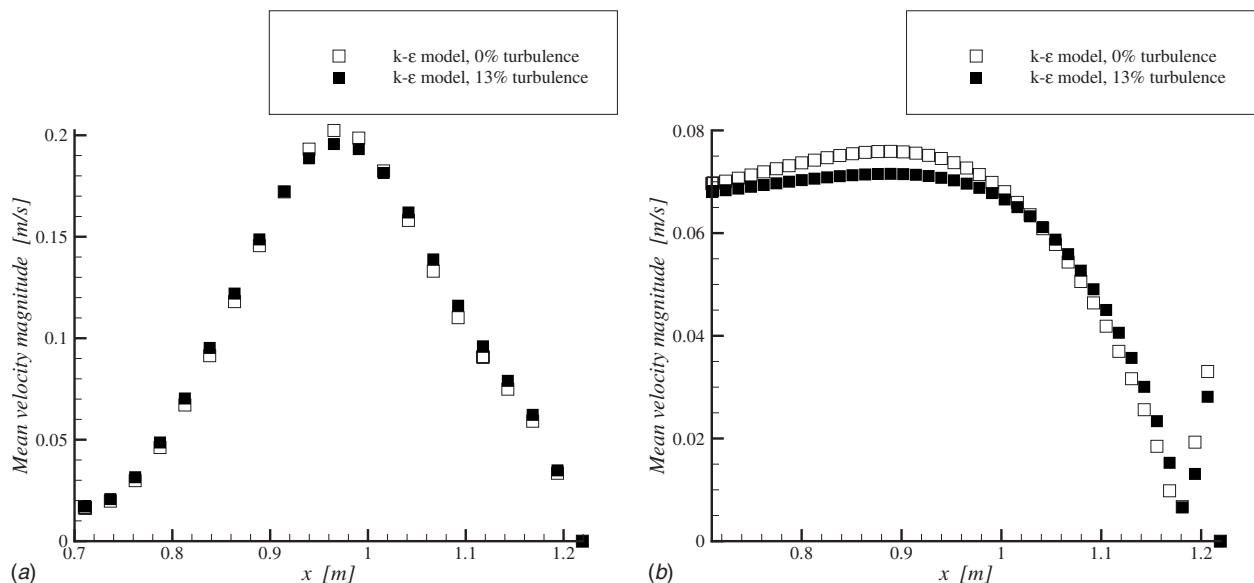 k-ε model, 0% turbulence
k-ε model, 13% turbulence
0.2
0.15
0.1
0.05
0
Mean velocity magnitude [m/s]
0.7
0.8
0.9
1
1.1
1.2
x [m]
(a)
k-ε model, 0% turbulence
k-ε model, 13% turbulence
0.08
0.06
0.04
0.02
0
Mean velocity magnitude [m/s]
0.8
0.9
1
1.1
1.2
x [m]
(b)